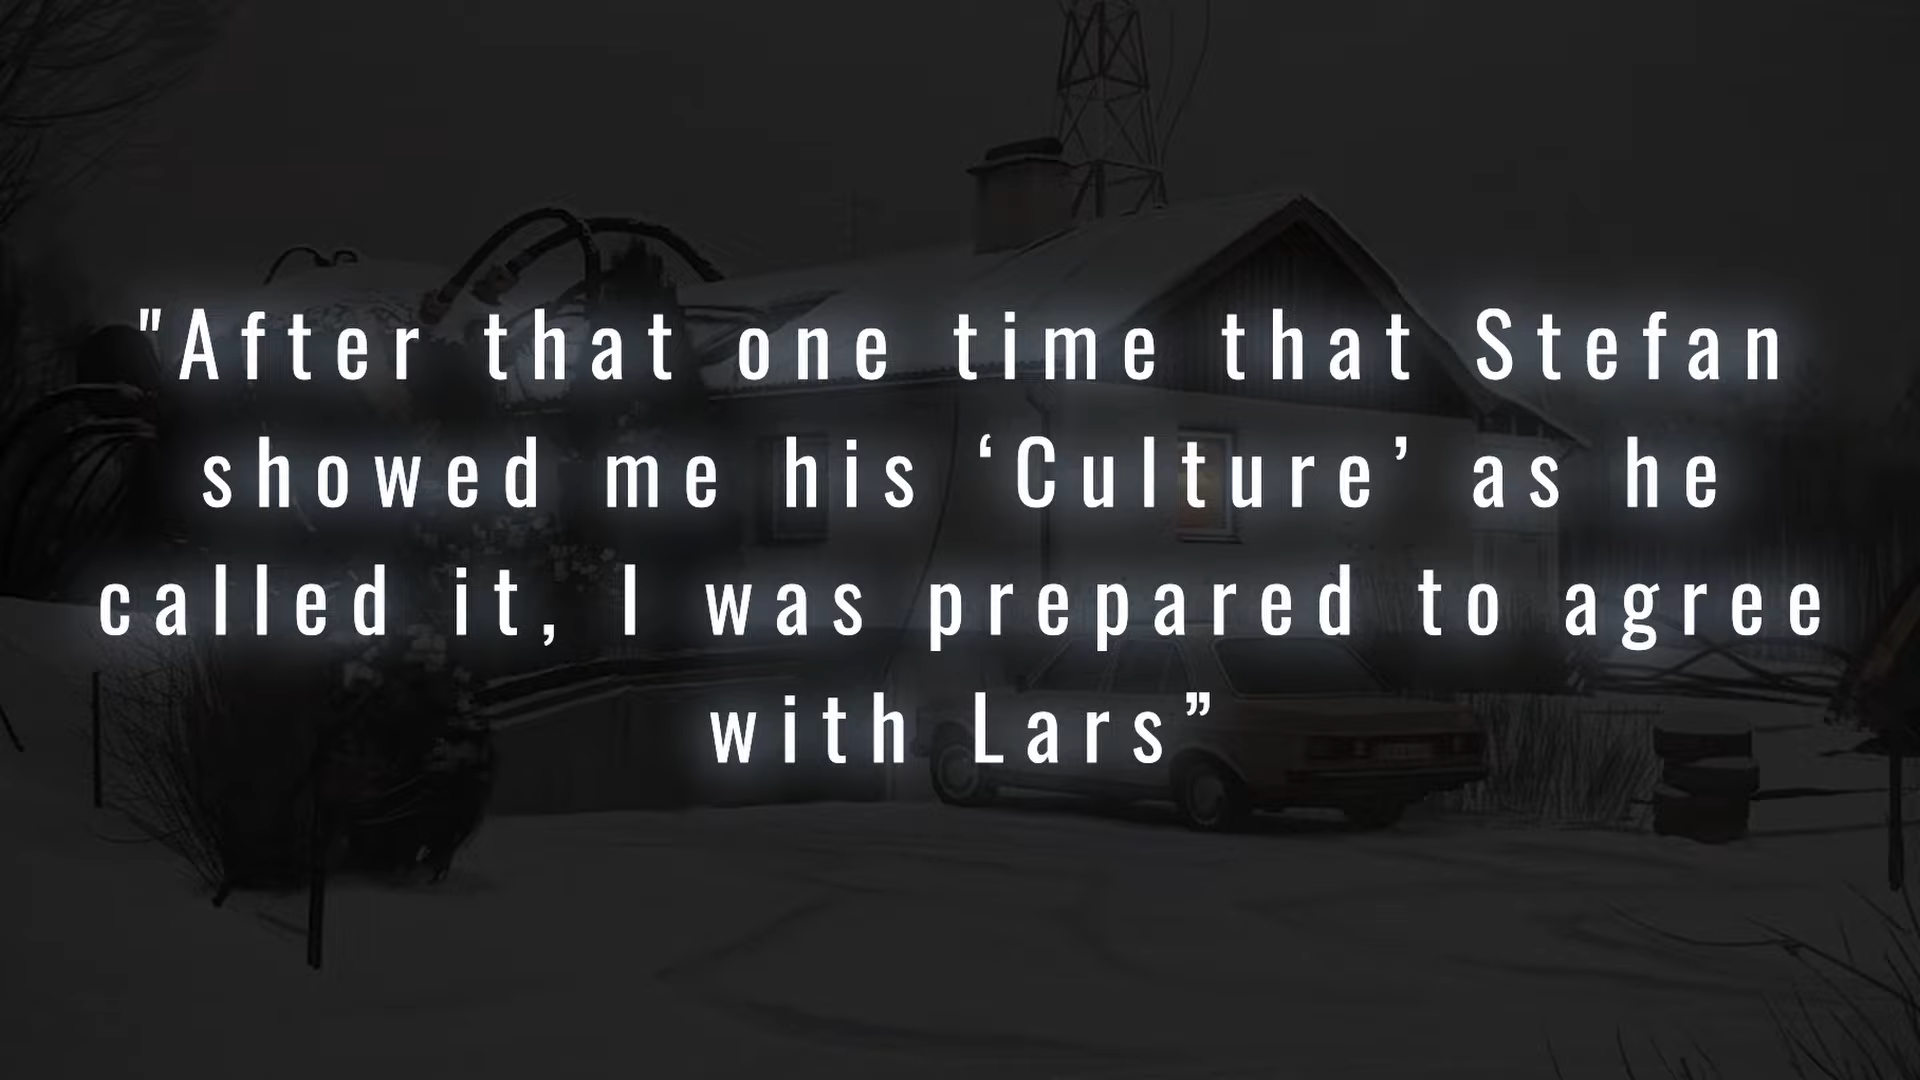 "After that one time that Stefan
showed me his ‘Culture’ as he
called it, I was prepared to agree
with Lars”